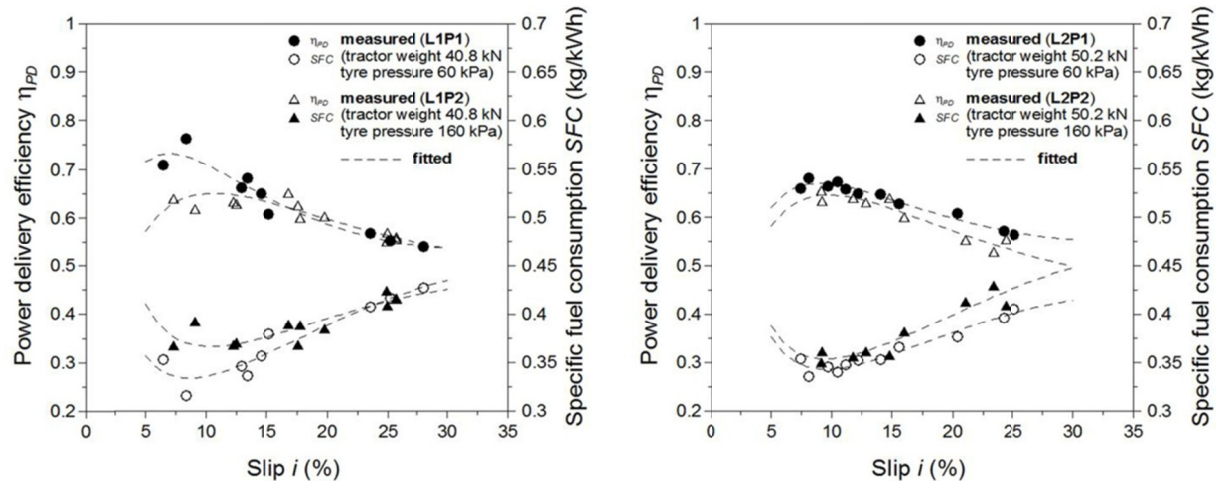 1
0.9
0.8
0.7
0.6
0.5
0.4
0.3
0.2
Power delivery efficiency ηPD
0.7
0.65
0.6
0.55
0.5
0.45
0.4
0.35
0.3
Specific fuel consumption SFC (kg/kWh)
ηPD measured (L1P1)
SFC (tractor weight 40.8 kN
tyre pressure 60 kPa)
ηPD measured (L1P2)
SFC (tractor weight 40.8 kN
tyre pressure 160 kPa)
fitted
0 5 10 15 20 25 30 35
Slip i (%)
1
0.9
0.8
0.7
0.6
0.5
0.4
0.3
0.2
Power delivery efficiency ηPD
0.7
0.65
0.6
0.55
0.5
0.45
0.4
0.35
0.3
Specific fuel consumption SFC (kg/kWh)
ηPD measured (L2P1)
SFC (tractor weight 50.2 kN
tyre pressure 60 kPa)
ηPD measured (L2P2)
SFC (tractor weight 50.2 kN
tyre pressure 160 kPa)
fitted
0 5 10 15 20 25 30 35
Slip i (%)